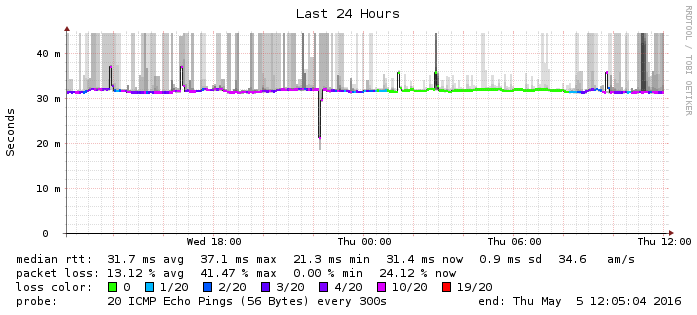 Last 24 Hours
RRDTOOL / TOBI OETIKER
Seconds
40 m
30 m
20 m
10 m
0
Wed 18:00 Thu 00:00 Thu 06:00 Thu 12:00
median rtt: 31.7 ms avg 37.1 ms max 21.3 ms min 31.4 ms now 0.9 ms sd 34.6 am/s
packet loss: 13.12 % avg 41.47 % max 0.00 % min 24.12 % now
loss color: 0 1/20 2/20 3/20 4/20 10/20 19/20
probe: 20 ICMP Echo Pings (56 Bytes) every 300s end: Thu May 5 12:05:04 2016